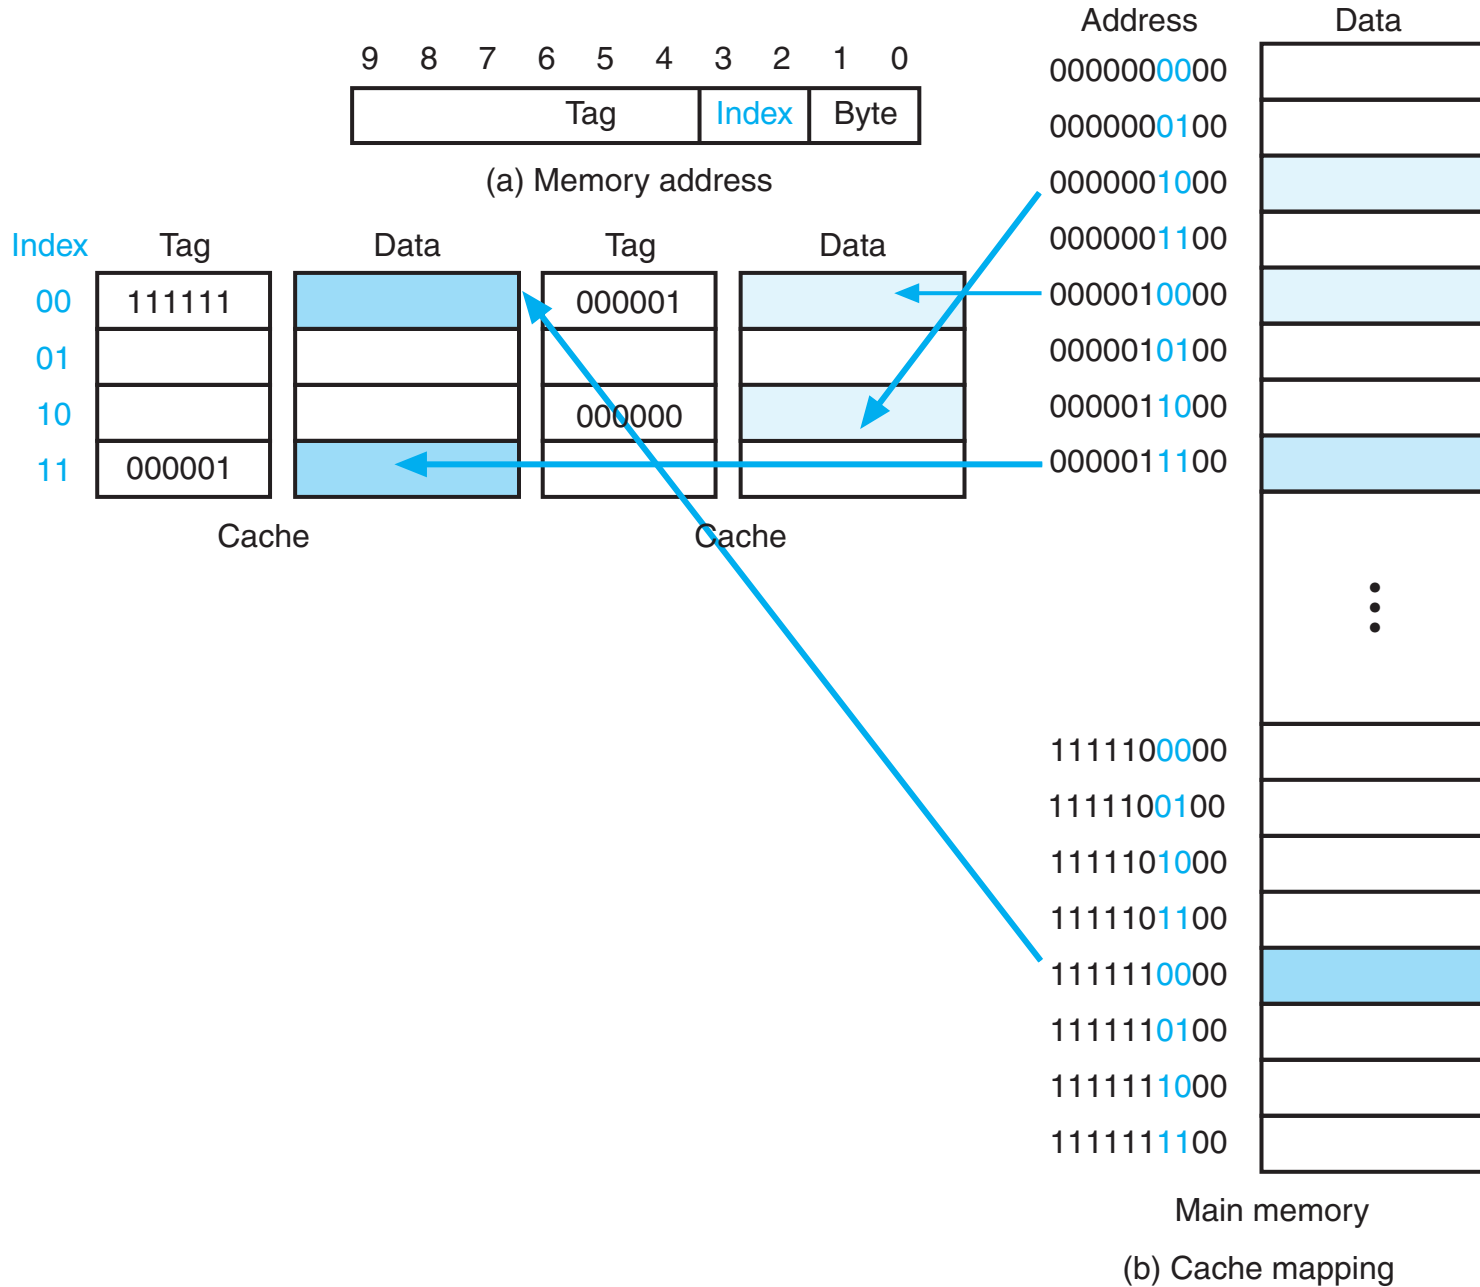 9 8 7 6 5 4 3 2 1 0
Tag Index Byte
(a) Memory address
Index Tag Data Tag Data
00 111111 000001
01
10 000000
11 000001
Cache Cache
Address Data
0000000000
0000000100
0000001000
0000001100
0000010000
0000010100
0000011000
0000011100
1111100000
1111100100
1111101000
1111101100
1111110000
1111110100
1111111000
1111111100
Main memory
(b) Cache mapping